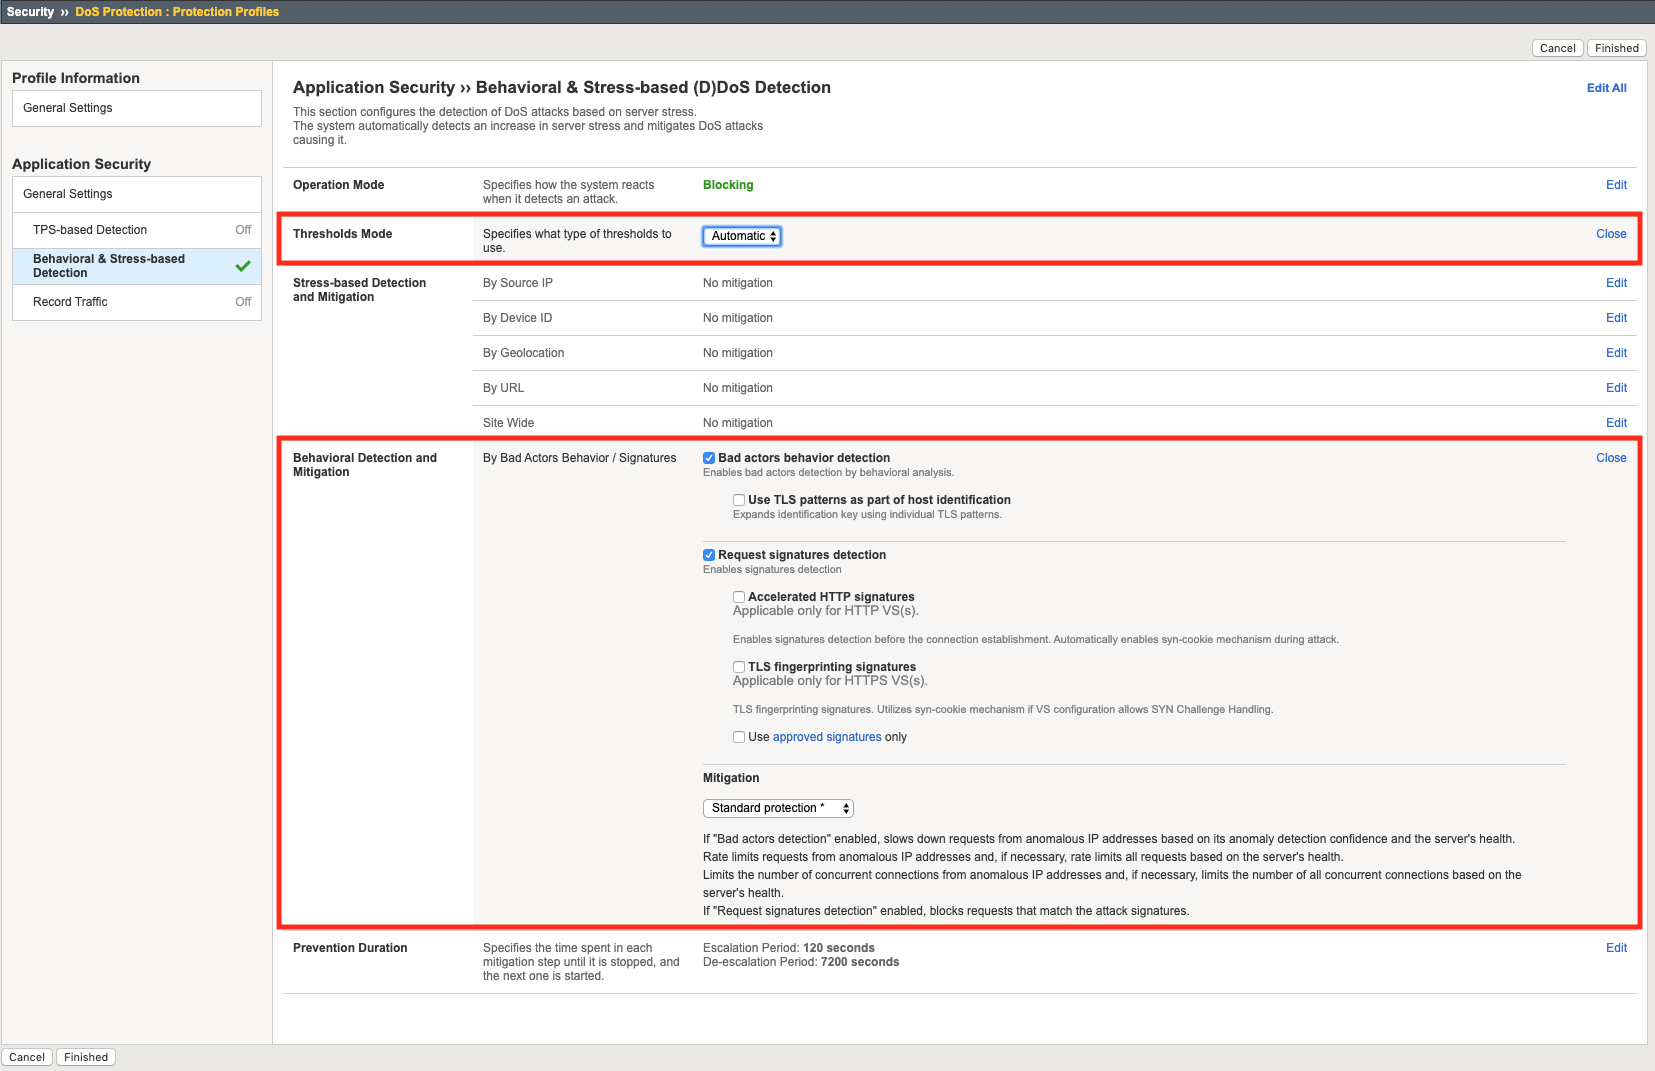 Security ›› DoS Protection : Protection Profiles
Cancel Finished
Profile Information
General Settings
Application Security
General Settings
TPS-based Detection Off
Behavioral & Stress-based
Detection
Record Traffic Off
Application Security ›› Behavioral & Stress-based (D)DoS Detection
Edit All
This section configures the detection of DoS attacks based on server stress.
The system automatically detects an increase in server stress and mitigates DoS attacks
causing it.
Operation Mode
Specifies how the system reacts
when it detects an attack.
Blocking
Edit
Thresholds Mode
Specifies what type of thresholds to
use.
Automatic
Close
Stress-based Detection
and Mitigation
By Source IP No mitigation Edit
By Device ID No mitigation Edit
By Geolocation No mitigation Edit
By URL No mitigation Edit
Site Wide No mitigation Edit
Behavioral Detection and
Mitigation
By Bad Actors Behavior / Signatures
Bad actors behavior detection
Close
Enables bad actors detection by behavioral analysis.
Use TLS patterns as part of host identification
Expands identification key using individual TLS patterns.
Request signatures detection
Enables signatures detection
Accelerated HTTP signatures
Applicable only for HTTP VS(s).
Enables signatures detection before the connection establishment. Automatically enables syn-cookie mechanism during attack.
TLS fingerprinting signatures
Applicable only for HTTPS VS(s).
TLS fingerprinting signatures. Utilizes syn-cookie mechanism if VS configuration allows SYN Challenge Handling.
Use approved signatures only
Mitigation
Standard protection *
If "Bad actors detection" enabled, slows down requests from anomalous IP addresses based on its anomaly detection confidence and the server's health.
Rate limits requests from anomalous IP addresses and, if necessary, rate limits all requests based on the server's health.
Limits the number of concurrent connections from anomalous IP addresses and, if necessary, limits the number of all concurrent connections based on the
server's health.
If "Request signatures detection" enabled, blocks requests that match the attack signatures.
Prevention Duration
Specifies the time spent in each
mitigation step until it is stopped, and
the next one is started.
Escalation Period: 120 seconds
De-escalation Period: 7200 seconds
Edit
Cancel Finished